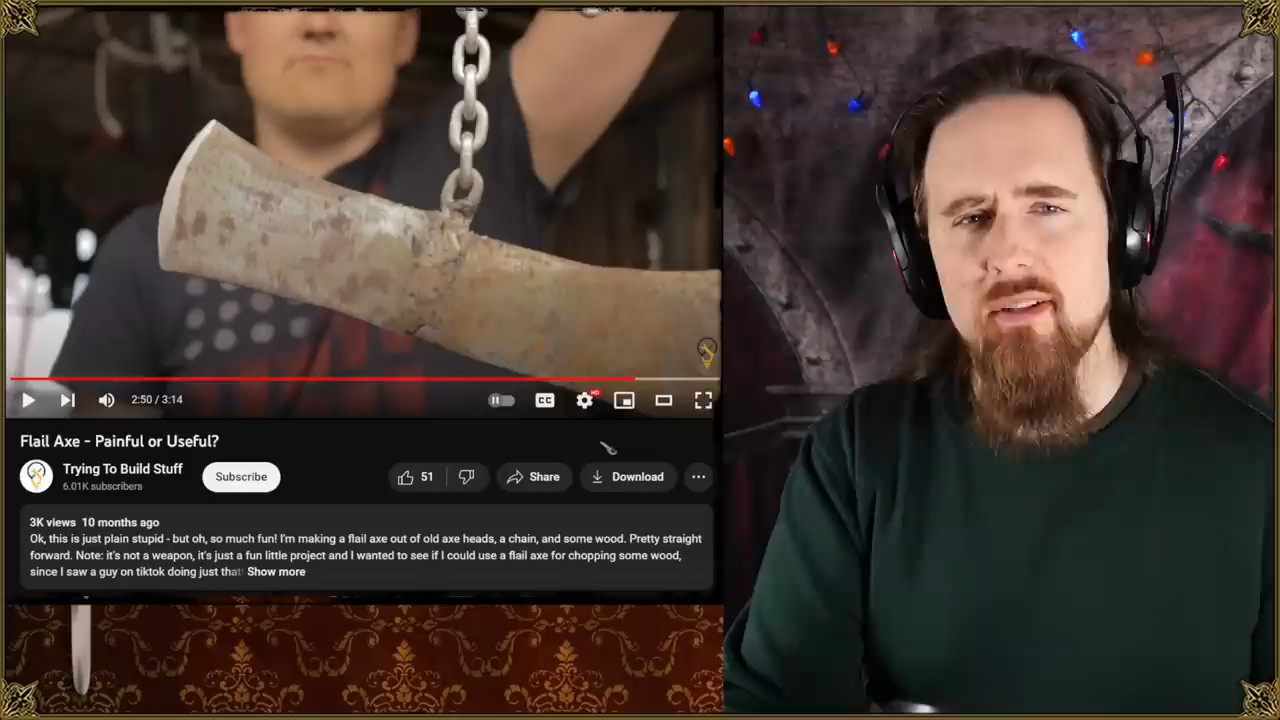 2:50 / 3:14
CC
HD
Flail Axe - Painful or Useful?
Trying To Build Stuff
6.01K subscribers
Subscribe
51
Share
Download
3K views 10 months ago
Ok, this is just plain stupid - but oh, so much fun! I'm making a flail axe out of old axe heads, a chain, and some wood. Pretty straight
forward. Note: it's not a weapon, it's just a fun little project and I wanted to see if I could use a flail axe for chopping some wood,
since I saw a guy on tiktok doing just that! Show more